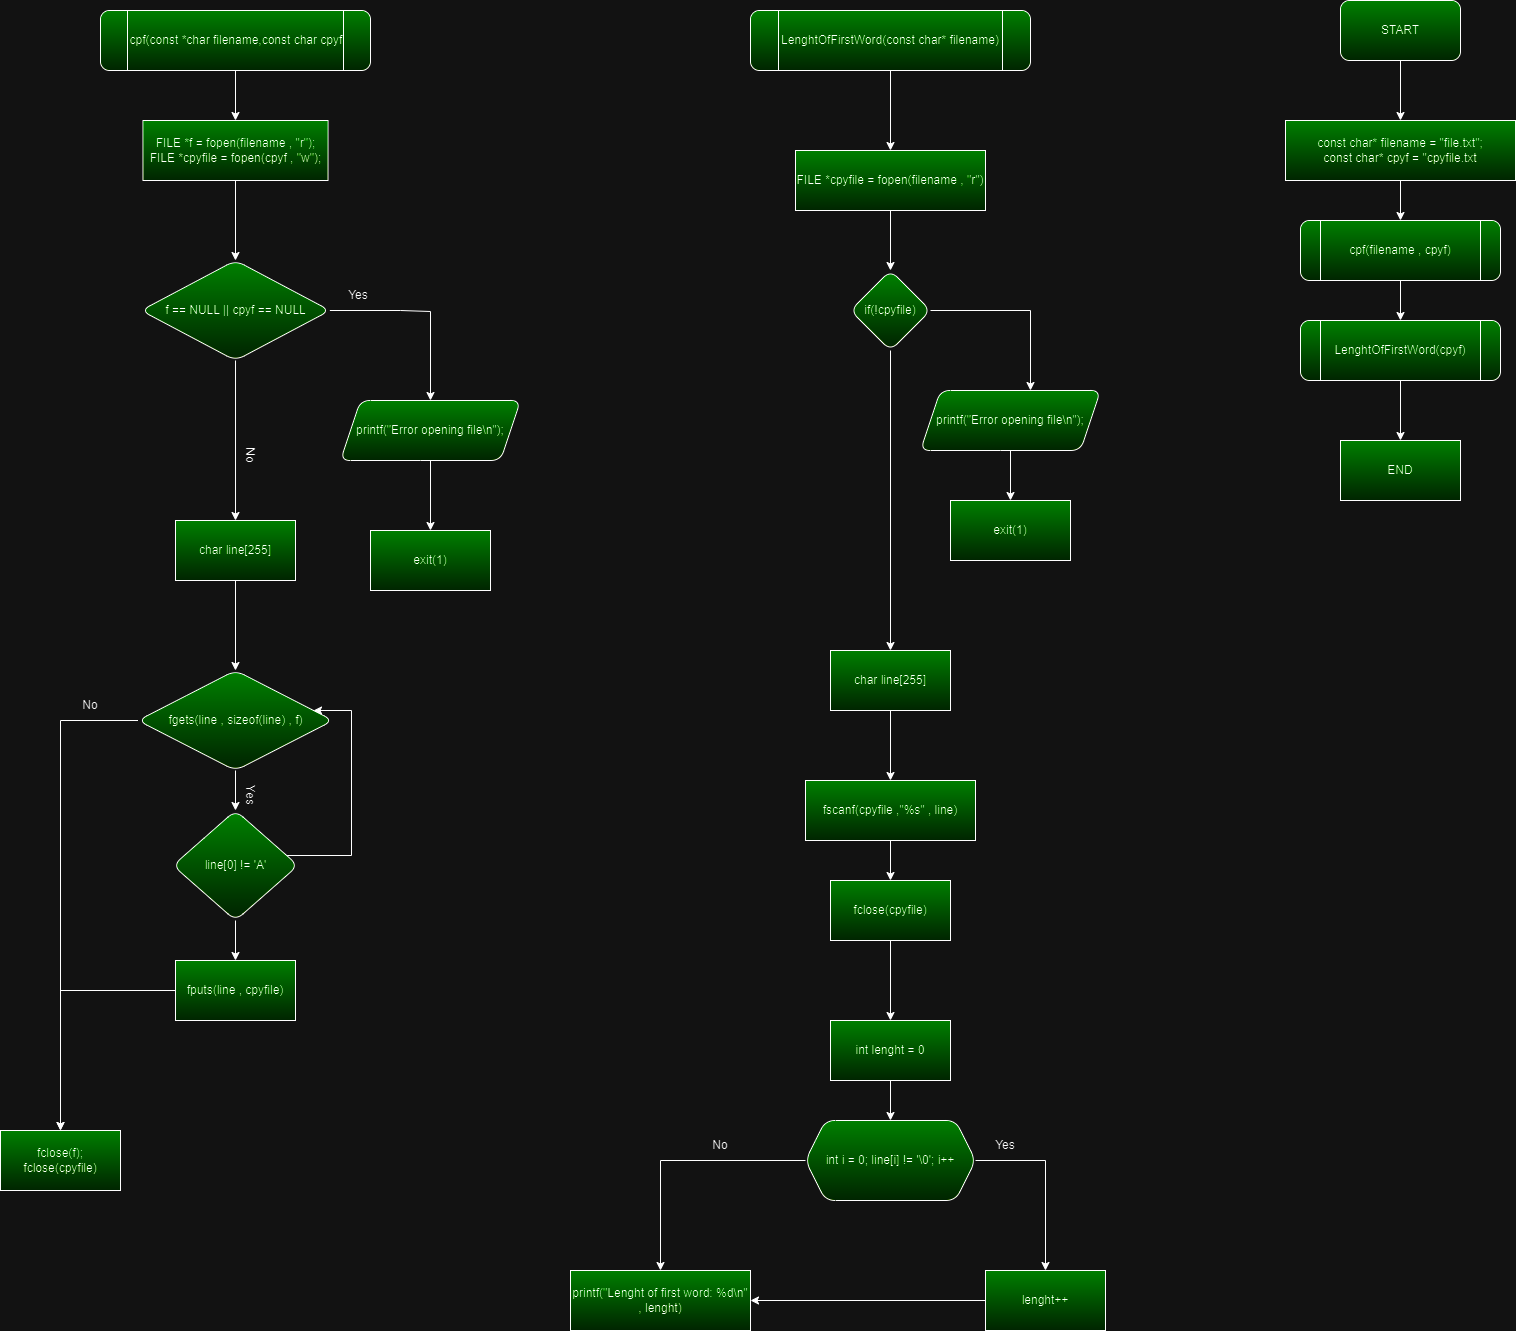 cpf(const *char filename,const char cpyf
FILE *f = fopen(filename , "r");
FILE *cpyfile = fopen(cpyf , "w");
f == NULL || cpyf == NULL
Yes
printf("Error opening file\n");
exit(1)
No
char line[255]
fgets(line , sizeof(line) , f)
No
Yes
line[0] != 'A'
fputs(line , cpyfile)
fclose(f);
fclose(cpyfile)
LenghtOfFirstWord(const char* filename)
FILE *cpyfile = fopen(filename , "r")
if(!cpyfile)
printf("Error opening file\n");
exit(1)
char line[255]
fscanf(cpyfile ,"%s" , line)
fclose(cpyfile)
int lenght = 0
int i = 0; line[i] != '\0'; i++
No
Yes
printf("Lenght of first word: %d\n"
, lenght)
lenght++
START
const char* filename = "file.txt";
const char* cpyf = "cpyfile.txt
cpf(filename , cpyf)
LenghtOfFirstWord(cpyf)
END